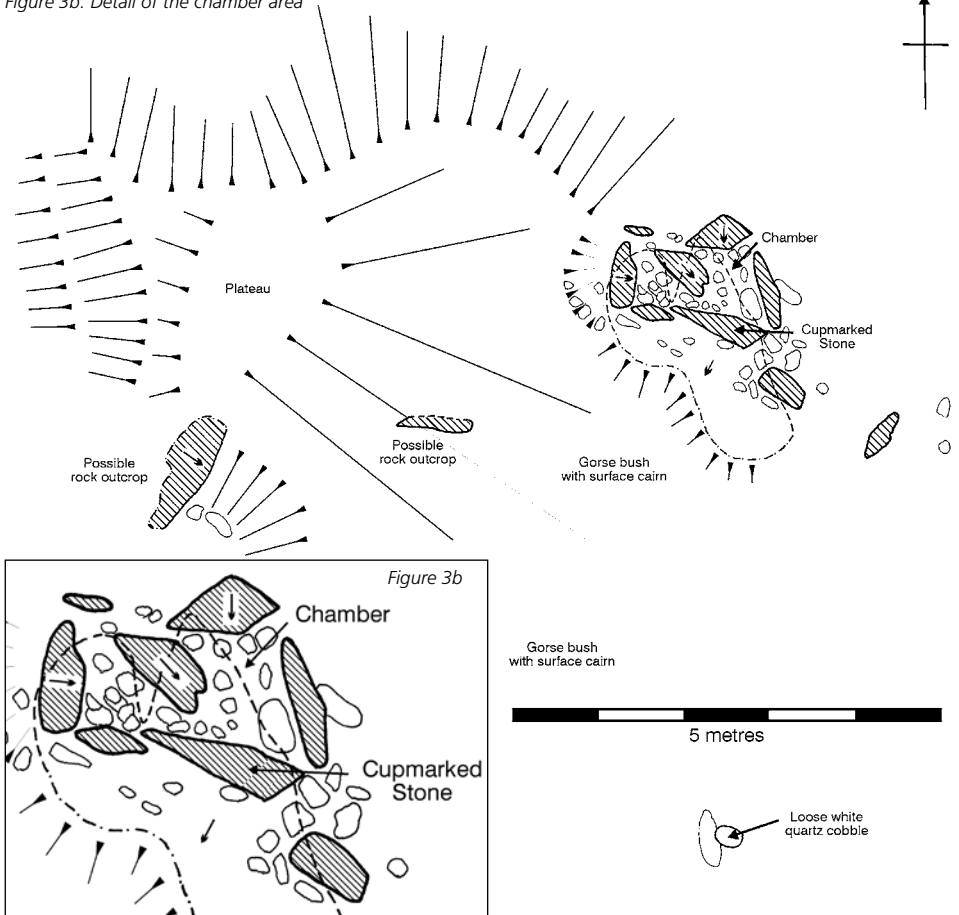 Figure 3b. Detail of the chamber area
Chamber
Plateau
Cupmarked
Stone
Possible
rock outcrop
Possible
rock outcrop
Gorse bush
with surface cairn
Figure 3b
Chamber
Cupmarked
Stone
Gorse bush
with surface cairn
5 metres
Loose white
quartz cobble